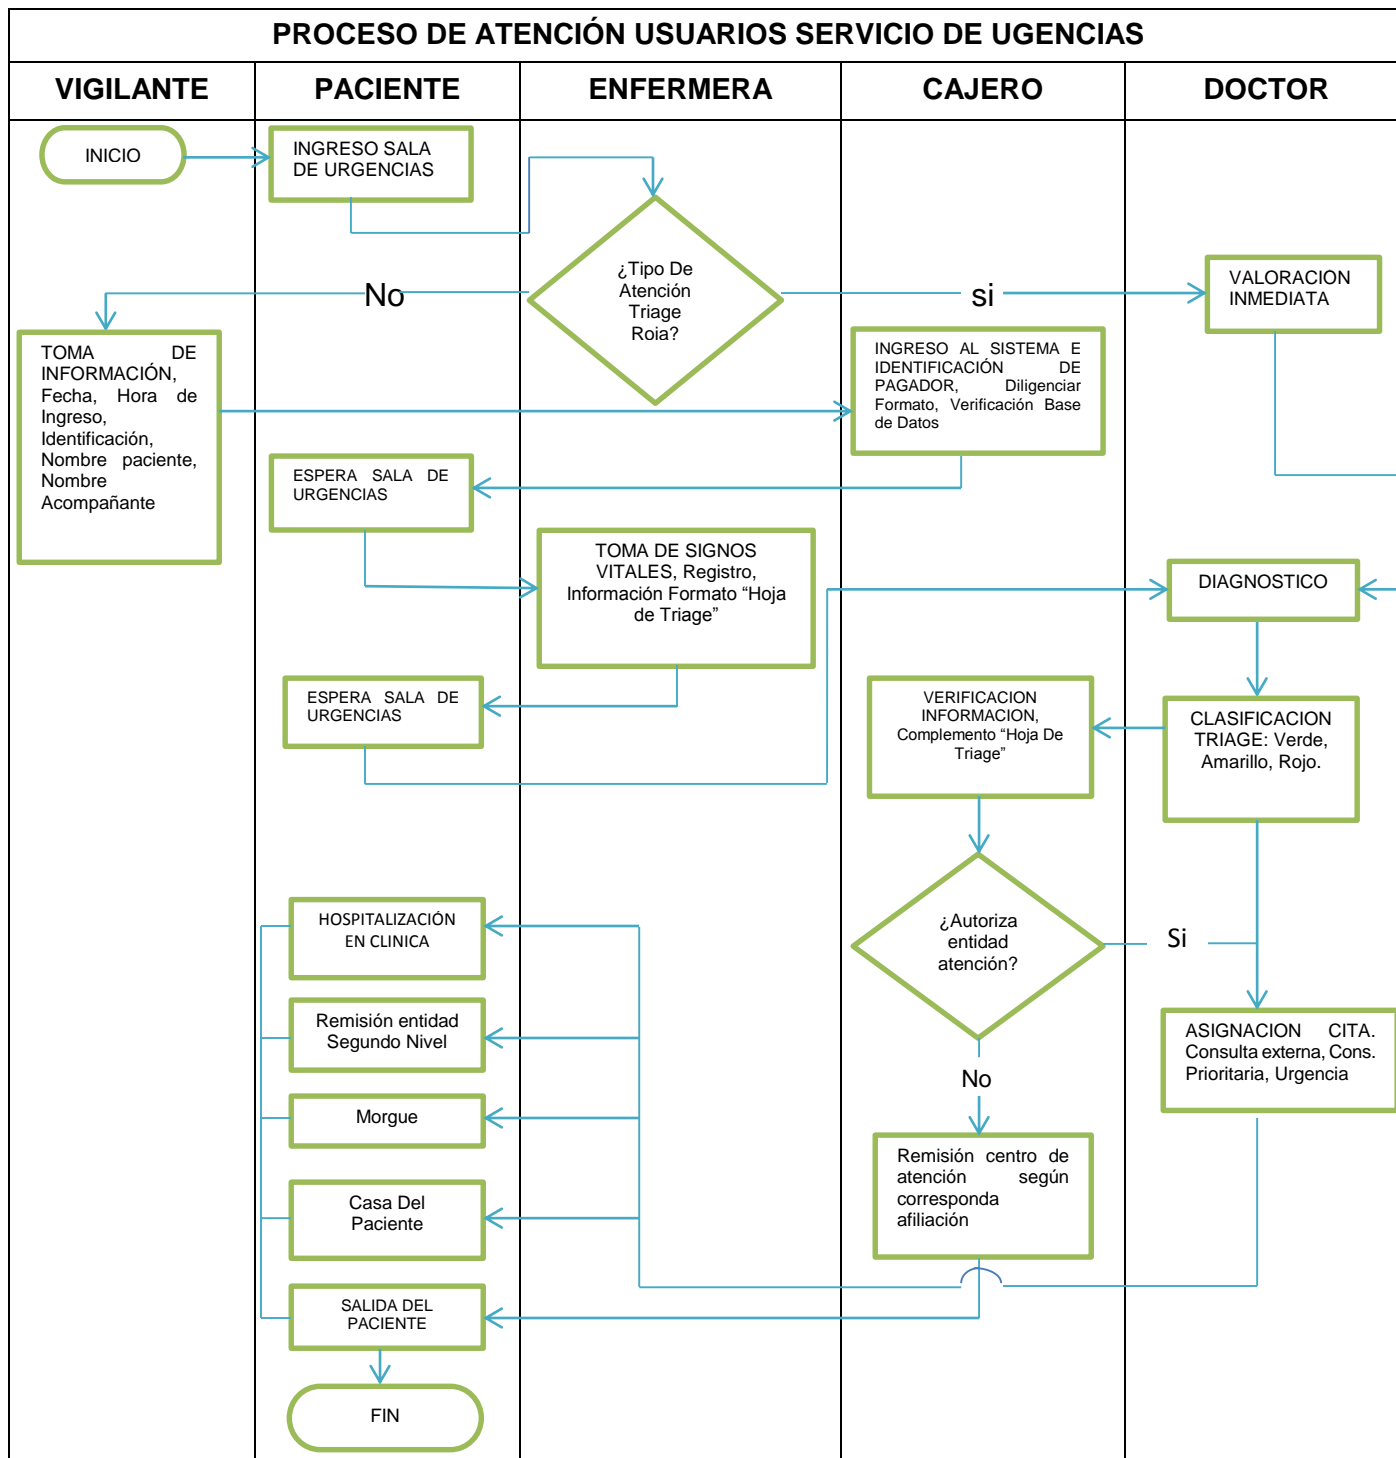 PROCESO DE ATENCIÓN USUARIOS SERVICIO DE UGENCIAS
VIGILANTE
PACIENTE
ENFERMERA
CAJERO
DOCTOR
INICIO
INGRESO SALA
DE URGENCIAS
¿Tipo De
Atención
Triage
Roia?
No
si
VALORACION
INMEDIATA
TOMA DE
INFORMACIÓN,
Fecha, Hora de
Ingreso,
Identificación,
Nombre paciente,
Nombre
Acompañante
INGRESO AL SISTEMA E
IDENTIFICACIÓN DE
PAGADOR, Diligenciar
Formato, Verificación Base
de Datos
ESPERA SALA DE
URGENCIAS
TOMA DE SIGNOS
VITALES, Registro,
Información Formato “Hoja
de Triage”
DIAGNOSTICO
ESPERA SALA DE
URGENCIAS
VERIFICACION
INFORMACION,
Complemento “Hoja De
Triage”
CLASIFICACION
TRIAGE: Verde,
Amarillo, Rojo.
HOSPITALIZACIÓN
EN CLINICA
¿Autoriza
entidad
atención?
Si
Remisión entidad
Segundo Nivel
ASIGNACION CITA.
Consulta externa, Cons.
Prioritaria, Urgencia
No
Morgue
Remisión centro de
atención según
corresponda
afiliación
Casa Del
Paciente
SALIDA DEL
PACIENTE
FIN